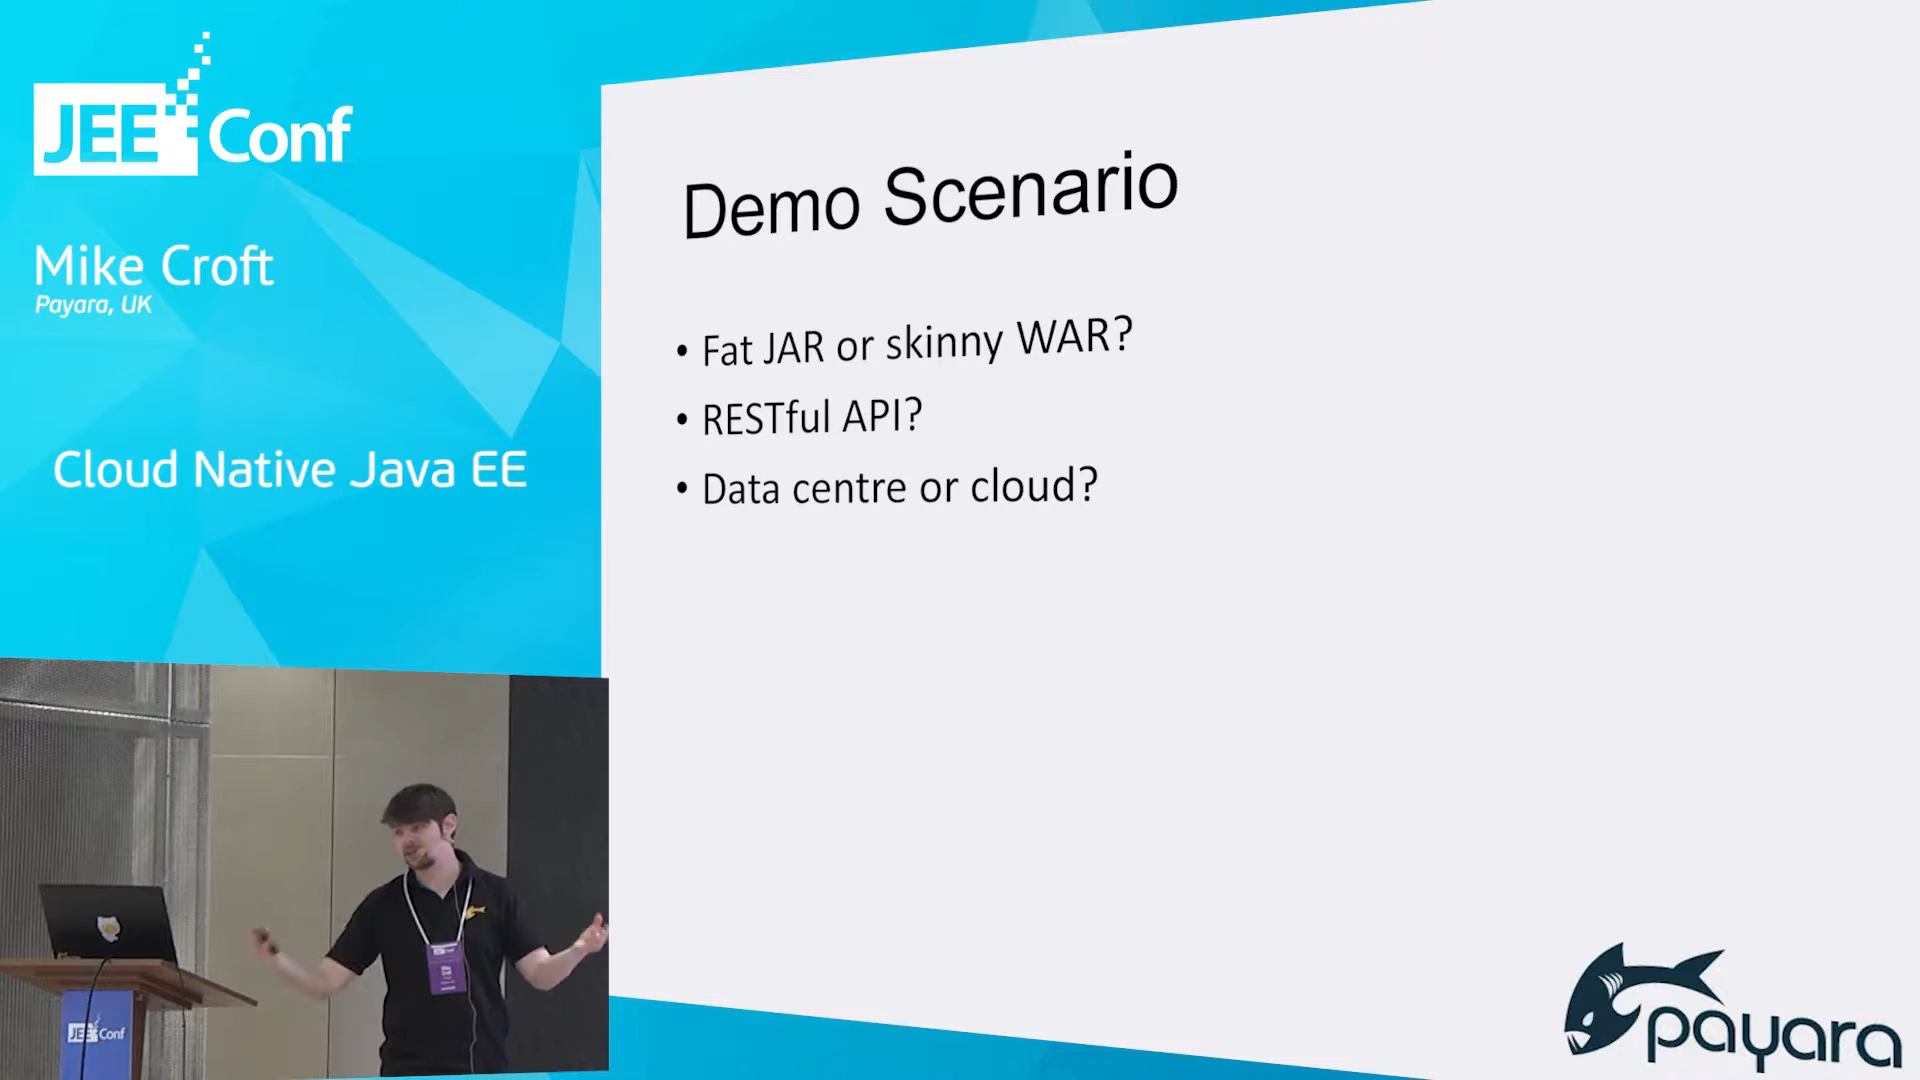 JEE Conf
Mike Croft
Payara, UK
Cloud Native Java EE
Demo Scenario
• Fat JAR or skinny WAR?
• RESTful API?
• Data centre or cloud?
payara
JEE Conf